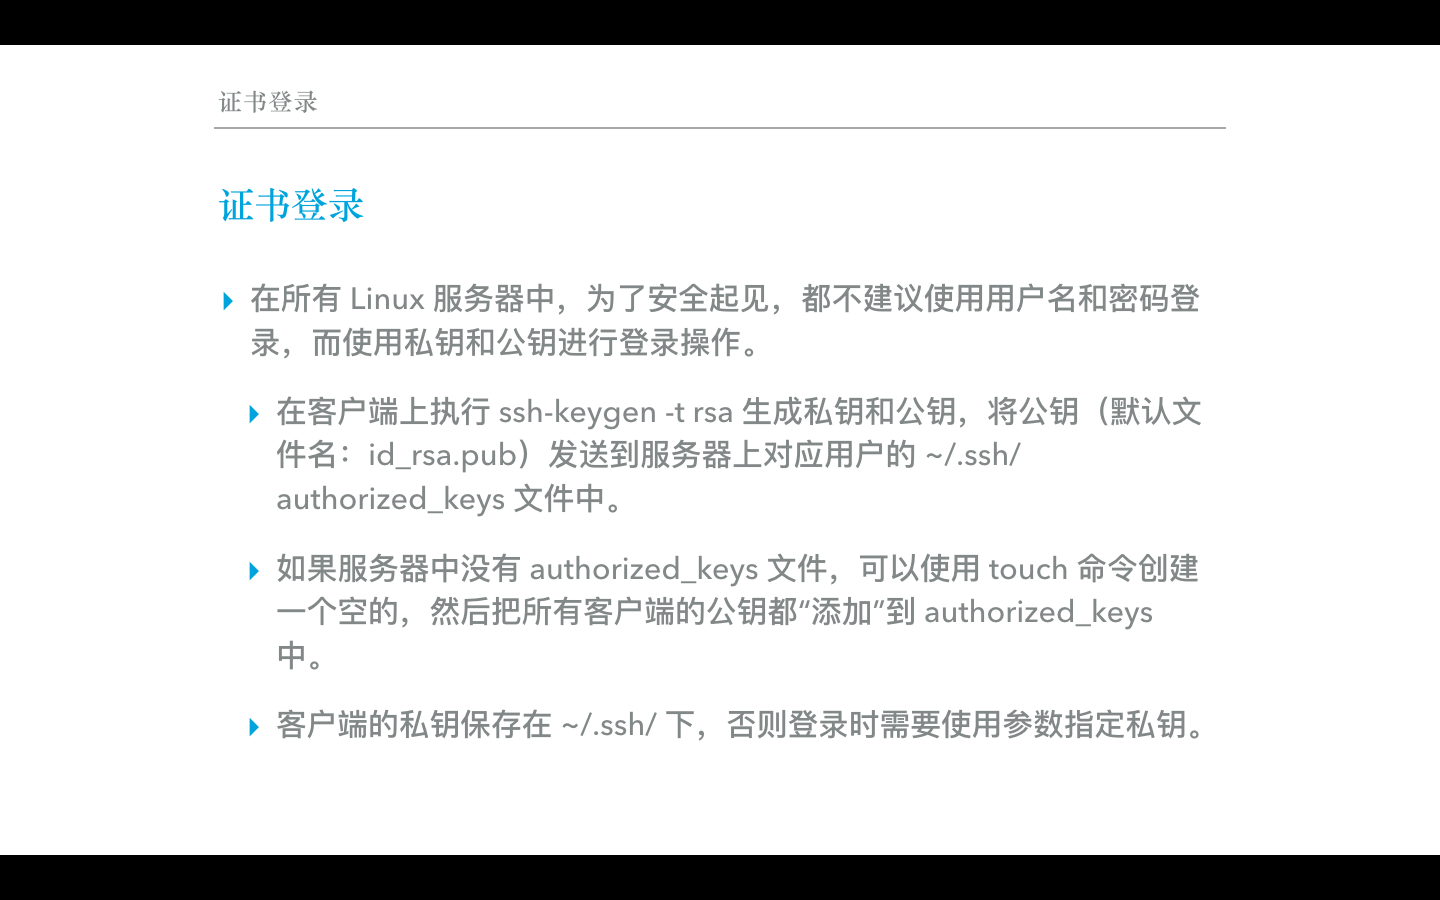 证书登录
证书登录
在所有 Linux 服务器中，为了安全起见，都不建议使用用户名和密码登
录，而使用私钥和公钥进行登录操作。
在客户端上执行 ssh-keygen -t rsa 生成私钥和公钥，将公钥（默认文
件名：id_rsa.pub）发送到服务器上对应用户的 ~/.ssh/
authorized_keys 文件中。
如果服务器中没有 authorized_keys 文件，可以使用 touch 命令创建
一个空的，然后把所有客户端的公钥都“添加”到 authorized_keys
中。
客户端的私钥保存在 ~/.ssh/ 下，否则登录时需要使用参数指定私钥。